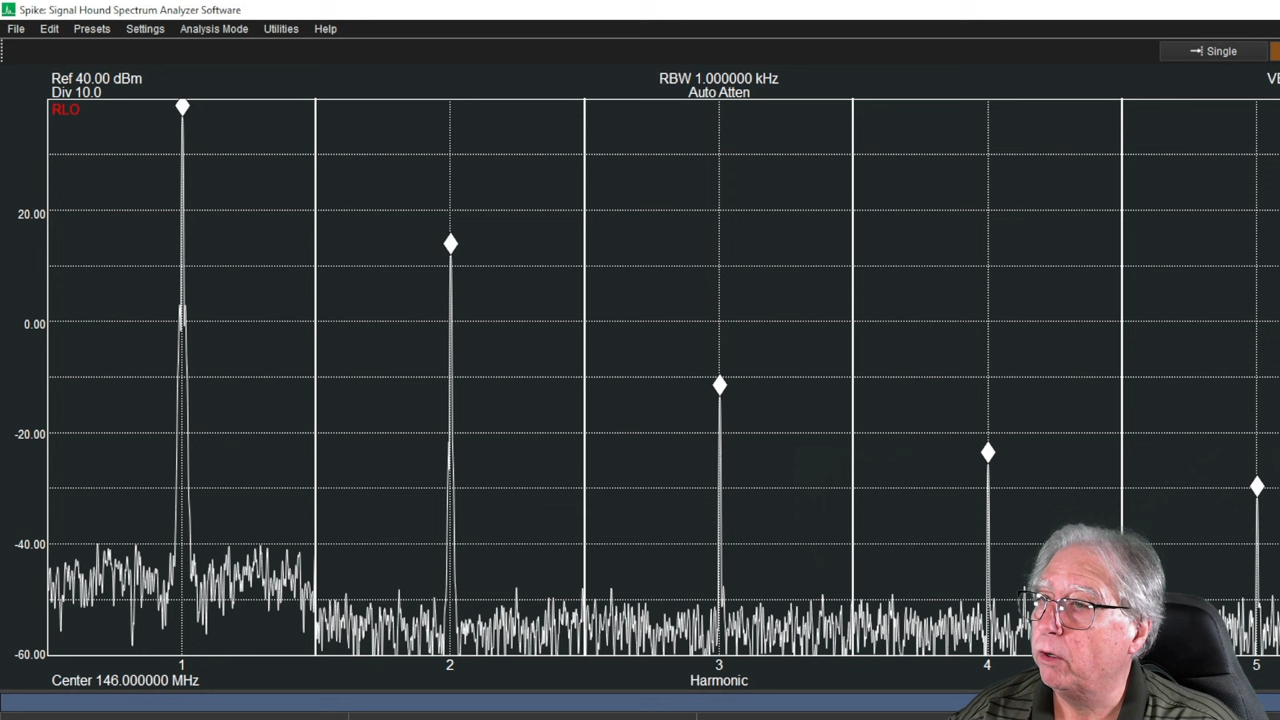 Spike: Signal Hound Spectrum Analyzer Software
File Edit Presets Settings Analysis Mode Utilities Help
Single
Ref 40.00 dBm
Div 10.0
RBW 1.000000 kHz
Auto Atten
RLO
20.00
0.00
-20.00
-40.00
-60.00
1 2 3 4 5
Center 146.000000 MHz
Harmonic